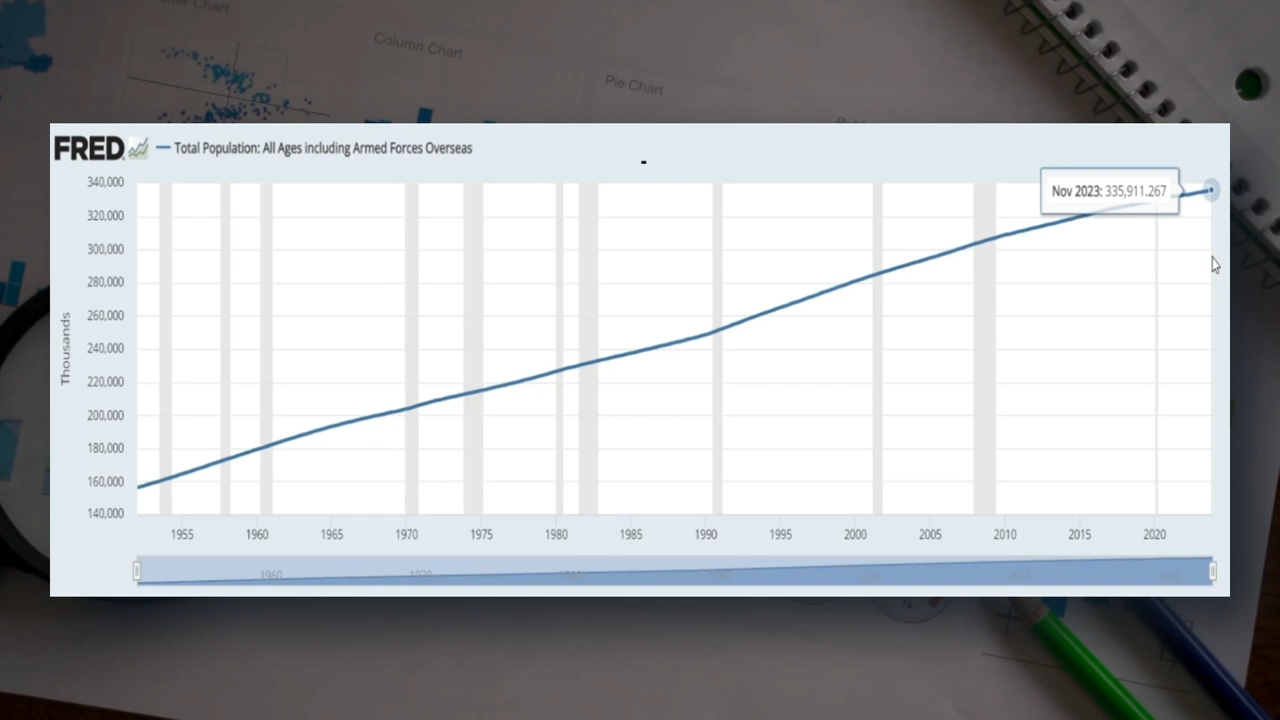 Column Chart
Pie Chart
FRED
Total Population: All Ages including Armed Forces Overseas
Nov 2023: 335,911.267
340,000
320,000
300,000
280,000
260,000
240,000
220,000
200,000
180,000
160,000
140,000
Thousands
1955 1960 1965 1970 1975 1980 1985 1990 1995 2000 2005 2010 2015 2020
1960 1970